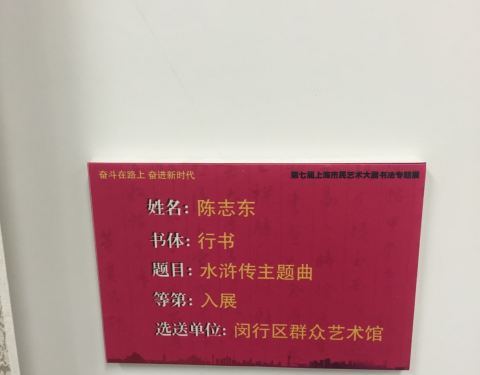 奋斗在路上 奋进新时代 第七届上海市民艺术大展书法专题展
姓名: 陈志东
书体: 行书
题目: 水浒传主题曲
等第: 入展
选送单位: 闵行区群众艺术馆